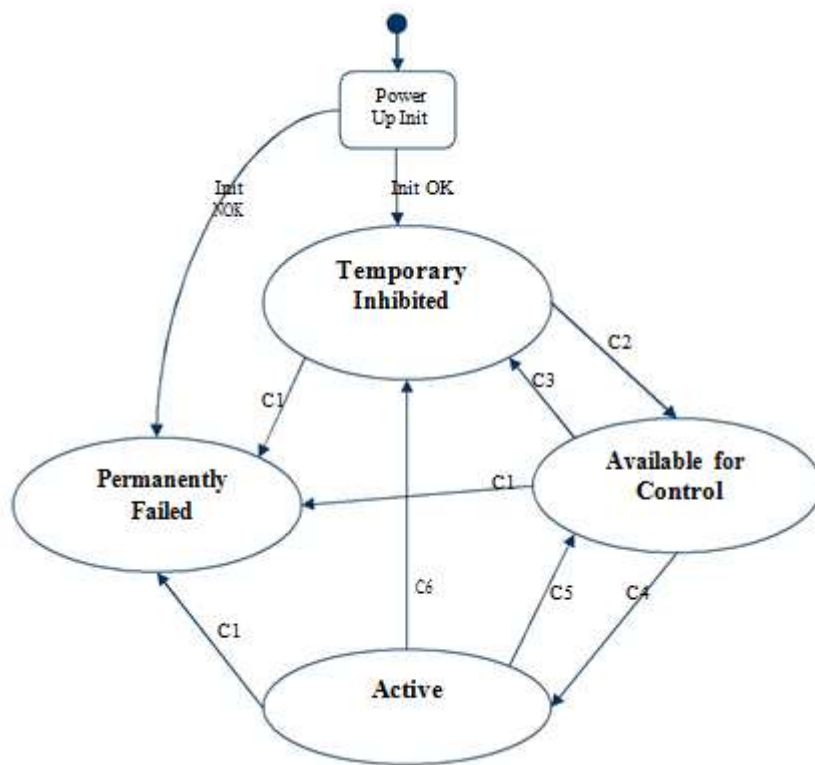 Power
Up Init
Init
NOK
Init OK
Temporary
Inhibited
C2
C3
C1
Available for
Control
Permanently
Failed
C1
C6
C5
C4
C1
Active